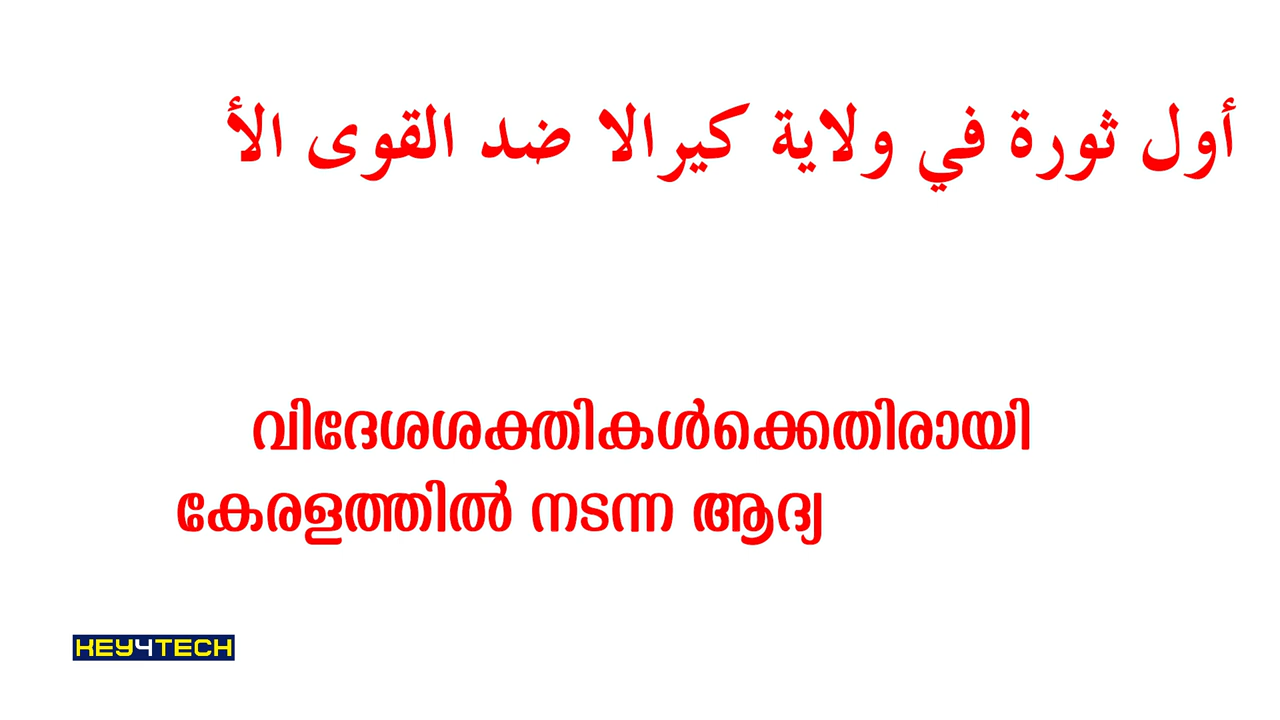 أول ثورة في ولاية كيرالا ضد القوى الأ
വിദേശശക്തികൾക്കെതിരായി
കേരളത്തിൽ നടന്ന ആദ്യ
KEY4TECH